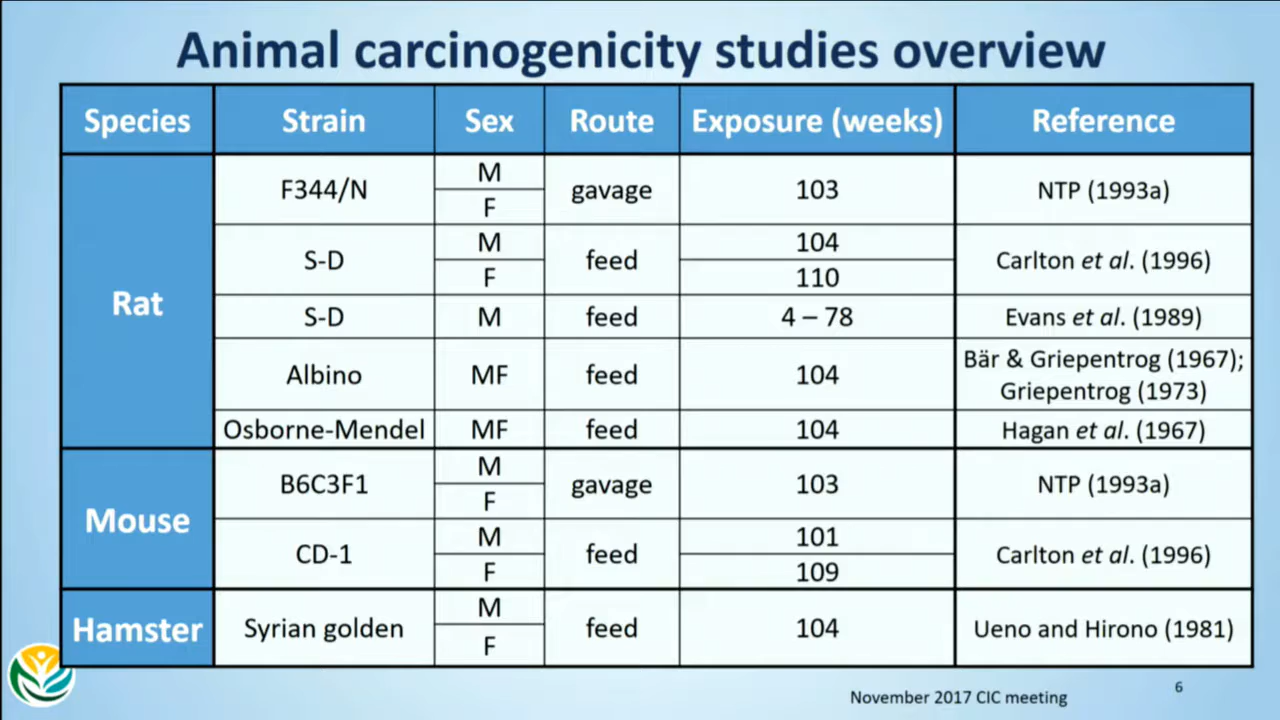 Animal carcinogenicity studies overview
Species Strain Sex Route Exposure (weeks) Reference
Rat
F344/N M F gavage 103 NTP (1993a)
S-D M F feed 104 110 Carlton et al. (1996)
S-D M feed 4 – 78 Evans et al. (1989)
Albino MF feed 104 Bär & Griepentrog (1967);
Griepentrog (1973)
Osborne-Mendel MF feed 104 Hagan et al. (1967)
Mouse
B6C3F1 M F gavage 103 NTP (1993a)
CD-1 M F feed 101 109 Carlton et al. (1996)
Hamster
Syrian golden M F feed 104 Ueno and Hirono (1981)
November 2017 CIC meeting
6